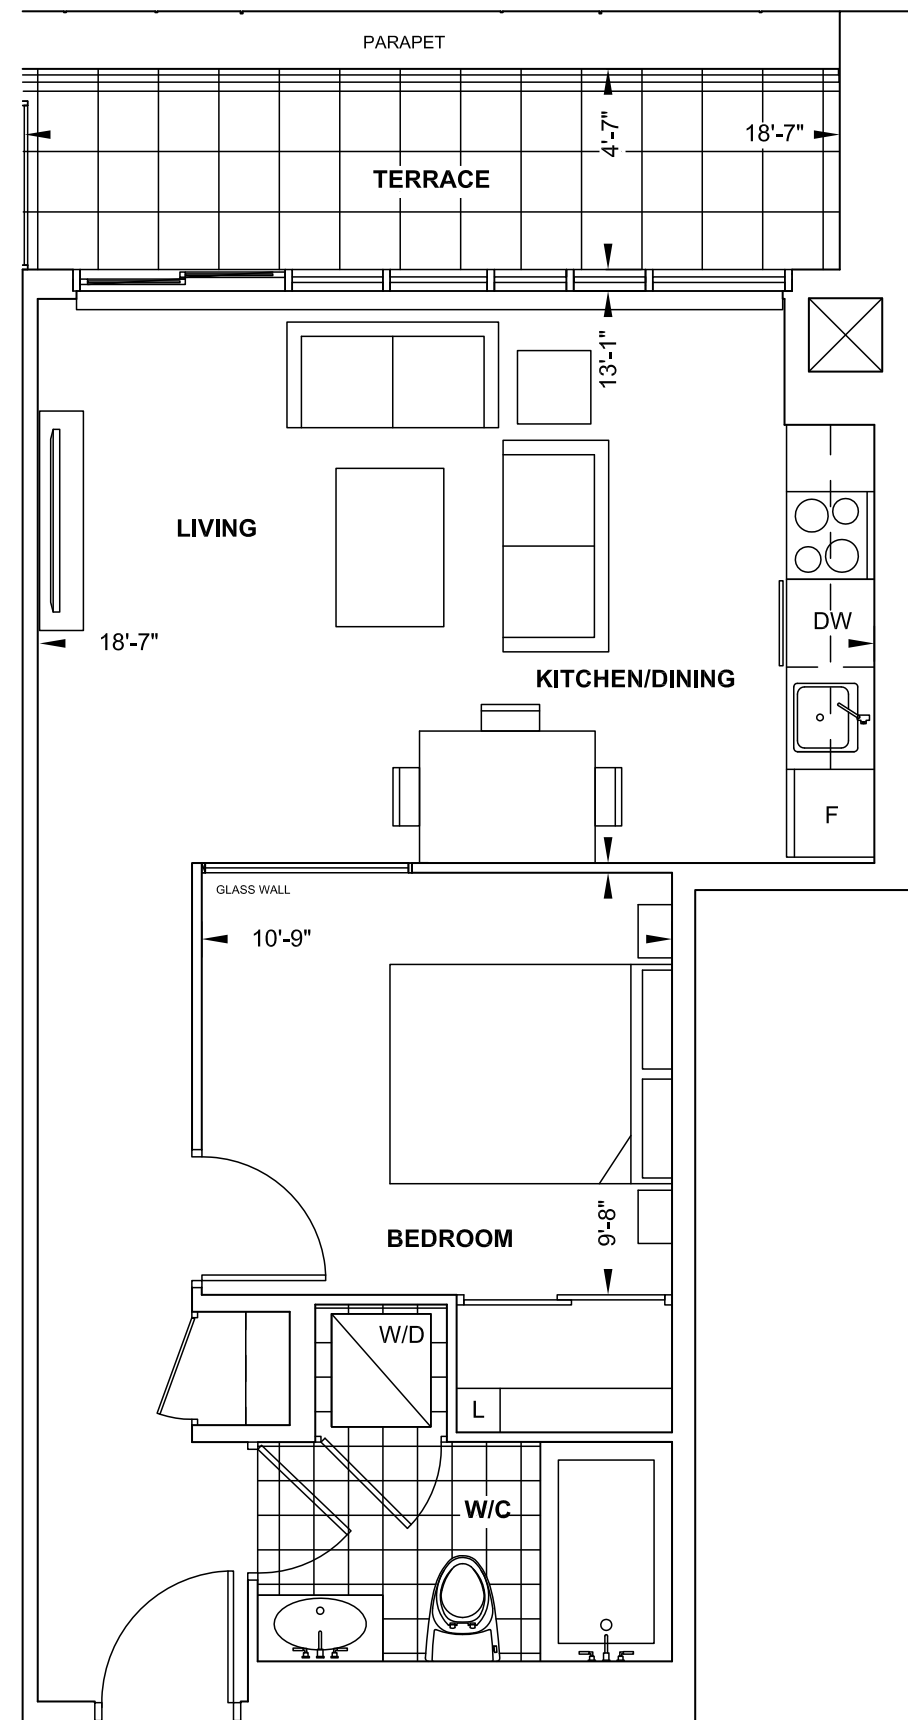 PARAPET
4'-7"
18'-7"
TERRACE
13'-1"
LIVING
18'-7"
DW
KITCHEN/DINING
F
GLASS WALL
10'-9"
9'-8"
BEDROOM
W/D
L
W/C